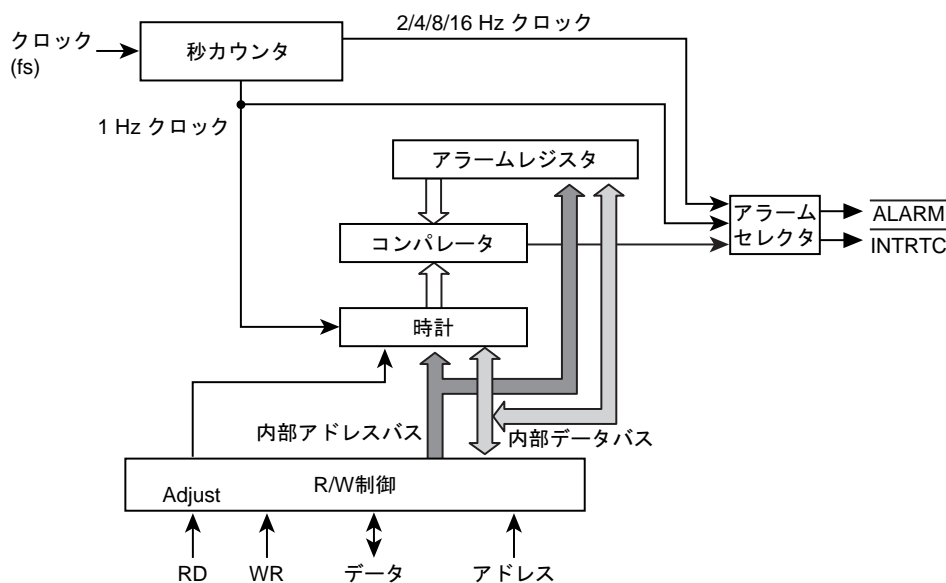 2/4/8/16 Hz クロック
クロック
(fs)
秒カウンタ
1 Hz クロック
アラームレジスタ
アラーム
セレクタ
ALARM
INTRTC
コンパレータ
時計
内部アドレスバス
内部データバス
R/W制御
Adjust
RD
WR
データ
アドレス